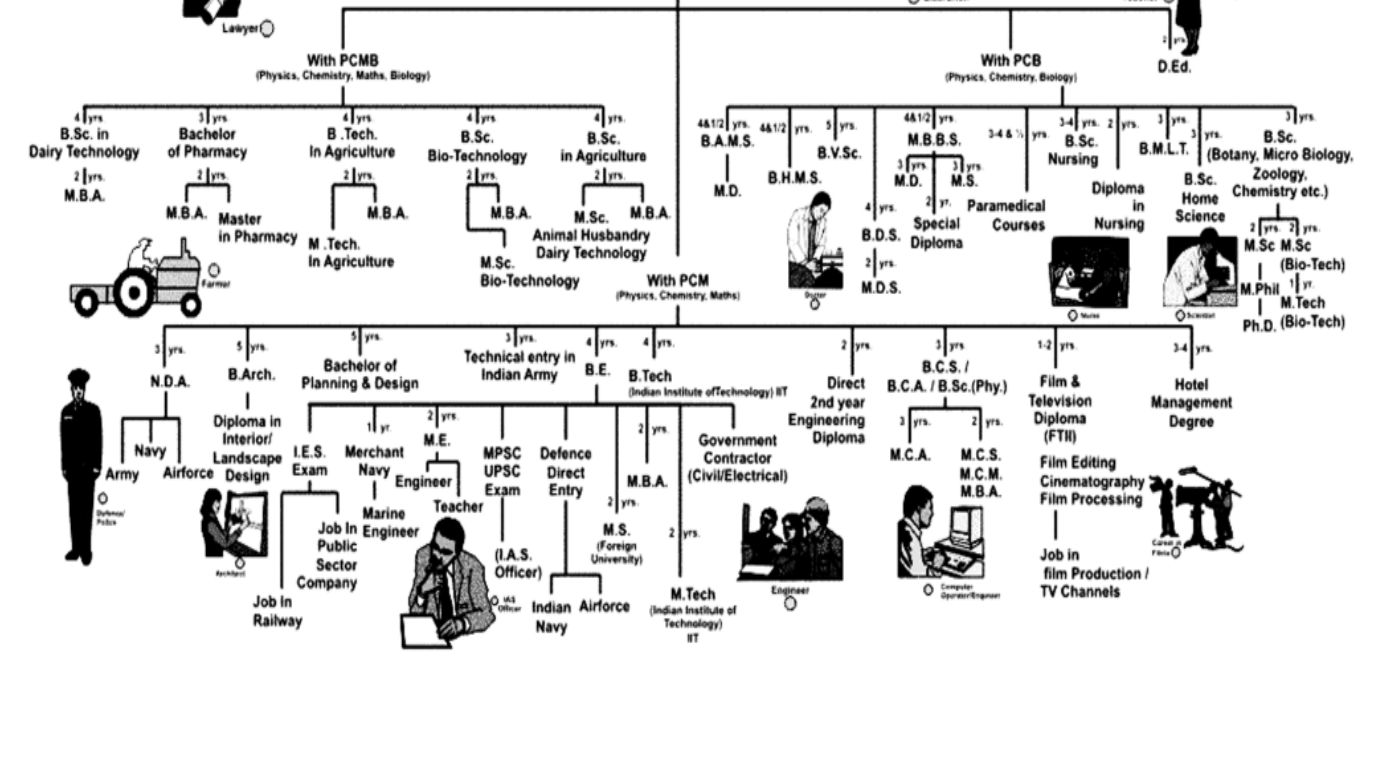 Lawyer
2 yrs.
D.Ed.
With PCMB
(Physics, Chemistry, Maths, Biology)
With PCB
(Physics, Chemistry, Biology)
4 yrs.
B.Sc. in
Dairy Technology
2 yrs.
M.B.A.
3 yrs.
Bachelor
of Pharmacy
2 yrs.
M.B.A.
Master
in Pharmacy
4 yrs.
B .Tech.
In Agriculture
2 yrs.
M.B.A.
M .Tech.
In Agriculture
4 yrs.
B.Sc.
Bio-Technology
2 yrs.
M.B.A.
M.Sc.
Bio-Technology
4 yrs.
B.Sc.
in Agriculture
2 yrs.
M.Sc.
Animal Husbandry
Dairy Technology
M.B.A.
Farmer
4&1/2 yrs.
B.A.M.S.
M.D.
4&1/2 yrs.
B.H.M.S.
5 yrs.
B.V.Sc.
Doctor
4 yrs.
B.D.S.
2 yrs.
M.D.S.
4&1/2 yrs.
M.B.B.S.
3 yrs.
M.D.
3 yrs.
M.S.
2 yr.
Special
Diploma
3-4 & ½ yrs.
Paramedical
Courses
3-4 yrs.
B.Sc.
Nursing
2 yrs.
Diploma
in
Nursing
Nurse
3 yrs.
B.M.L.T.
3 yrs.
B.Sc.
Home
Science
Scientist
3 yrs.
B.Sc.
(Botany, Micro Biology,
Zoology,
Chemistry etc.)
2 yrs.
M.Sc
M.Phil
Ph.D.
2 yrs.
M.Sc
(Bio-Tech)
1 yr.
M.Tech
(Bio-Tech)
With PCM
(Physics, Chemistry, Maths)
3 yrs.
N.D.A.
Army
Navy
Airforce
Defence/
Police
5 yrs.
B.Arch.
Diploma in
Interior/
Landscape
Design
Architect
5 yrs.
Bachelor of
Planning & Design
3 yrs.
Technical entry in
Indian Army
4 yrs.
B.E.
4 yrs.
B.Tech
(Indian Institute ofTechnology) IIT
I.E.S.
Exam
Job In
Railway
Job In
Public
Sector
Company
1 yr.
Merchant
Navy
Marine
Engineer
2 yrs.
M.E.
Engineer
Teacher
MPSC
UPSC
Exam
(I.A.S.
Officer)
IAS
Officer
Defence
Direct
Entry
Indian
Navy
Airforce
2 yrs.
M.S.
(Foreign
University)
2 yrs.
M.B.A.
2 yrs.
M.Tech
(Indian Institute of
Technology)
IIT
Government
Contractor
(Civil/Electrical)
Engineer
2 yrs.
Direct
2nd year
Engineering
Diploma
3 yrs.
B.C.S. /
B.C.A. / B.Sc.(Phy.)
3 yrs.
M.C.A.
2 yrs.
M.C.S.
M.C.M.
M.B.A.
Computer
Operator/Engineer
1-2 yrs.
Film &
Television
Diploma
(FTII)
Film Editing
Cinematography
Film Processing
Job in
film Production /
TV Channels
Career in
Films
3-4 yrs.
Hotel
Management
Degree